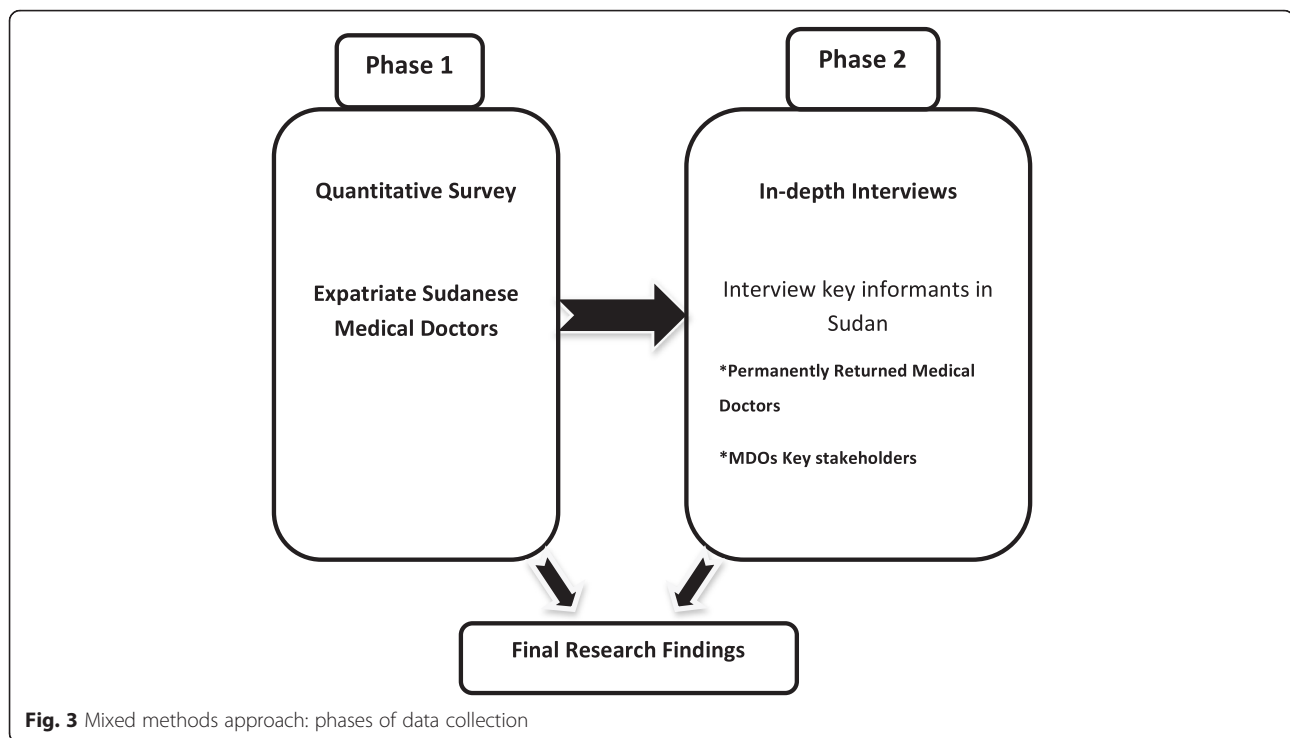 Phase 1
Quantitative Survey
Expatriate Sudanese
Medical Doctors
Phase 2
In-depth Interviews
Interview key informants in
Sudan
*Permanently Returned Medical
Doctors
*MDOs Key stakeholders
Final Research Findings
Fig. 3 Mixed methods approach: phases of data collection